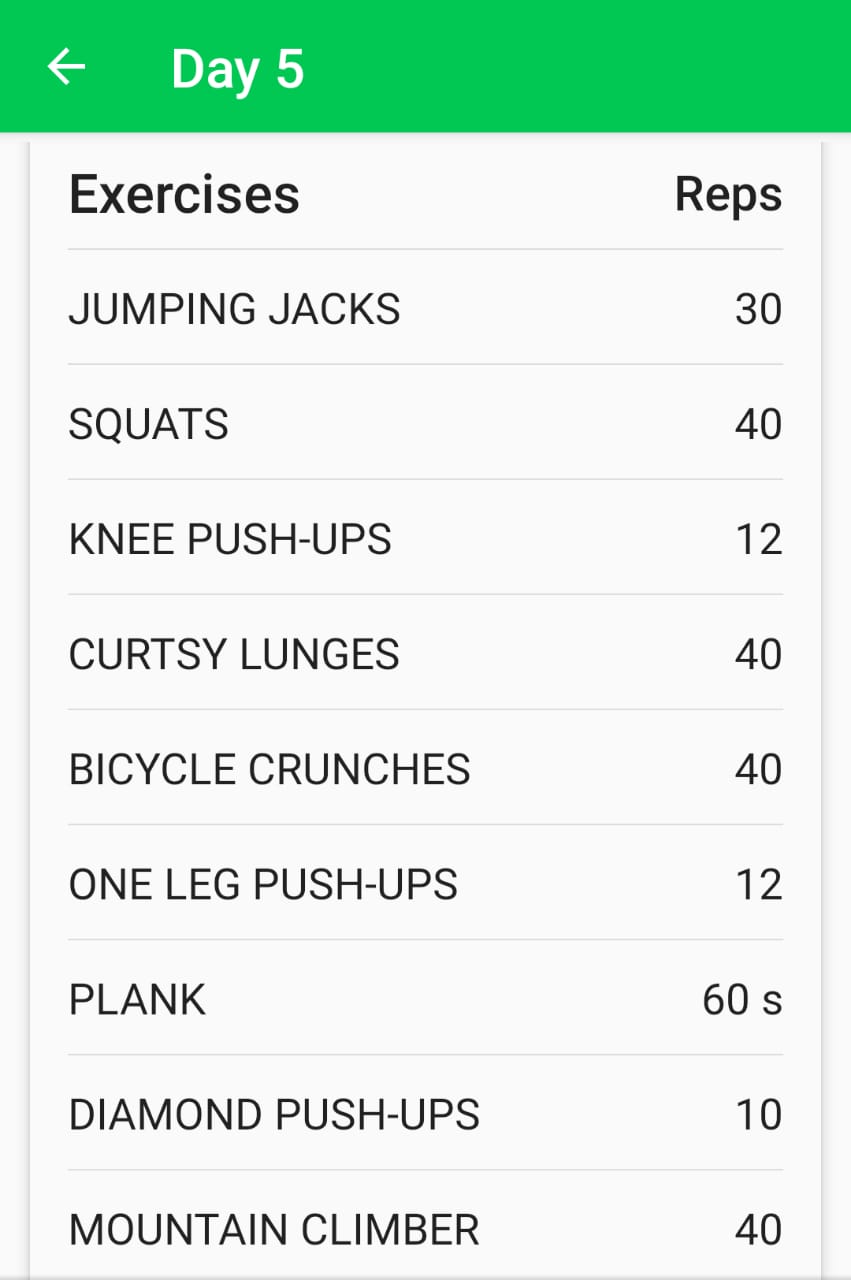 Day 5
Exercises Reps
JUMPING JACKS 30
SQUATS 40
KNEE PUSH-UPS 12
CURTSY LUNGES 40
BICYCLE CRUNCHES 40
ONE LEG PUSH-UPS 12
PLANK 60 s
DIAMOND PUSH-UPS 10
MOUNTAIN CLIMBER 40